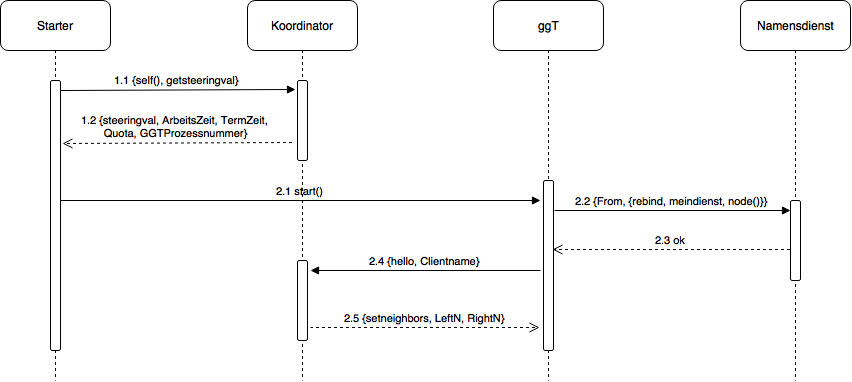 Starter
Koordinator
ggT
Namensdienst
1.1 {self(), getsteeringval}
1.2 {steeringval, ArbeitsZeit, TermZeit,
Quota, GGTProzessnummer}
2.1 start()
2.2 {From, {rebind, meindienst, node()}}
2.3 ok
2.4 {hello, Clientname}
2.5 {setneighbors, LeftN, RightN}